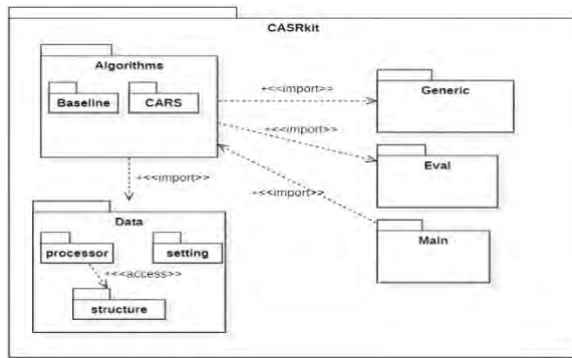 CASRkit
Algorithms
Baseline
CARS
+<<import>>
Generic
+<<import>>
Eval
+<<import>>
+<<import>>
Data
Main
processor
setting
+<<access>>
structure